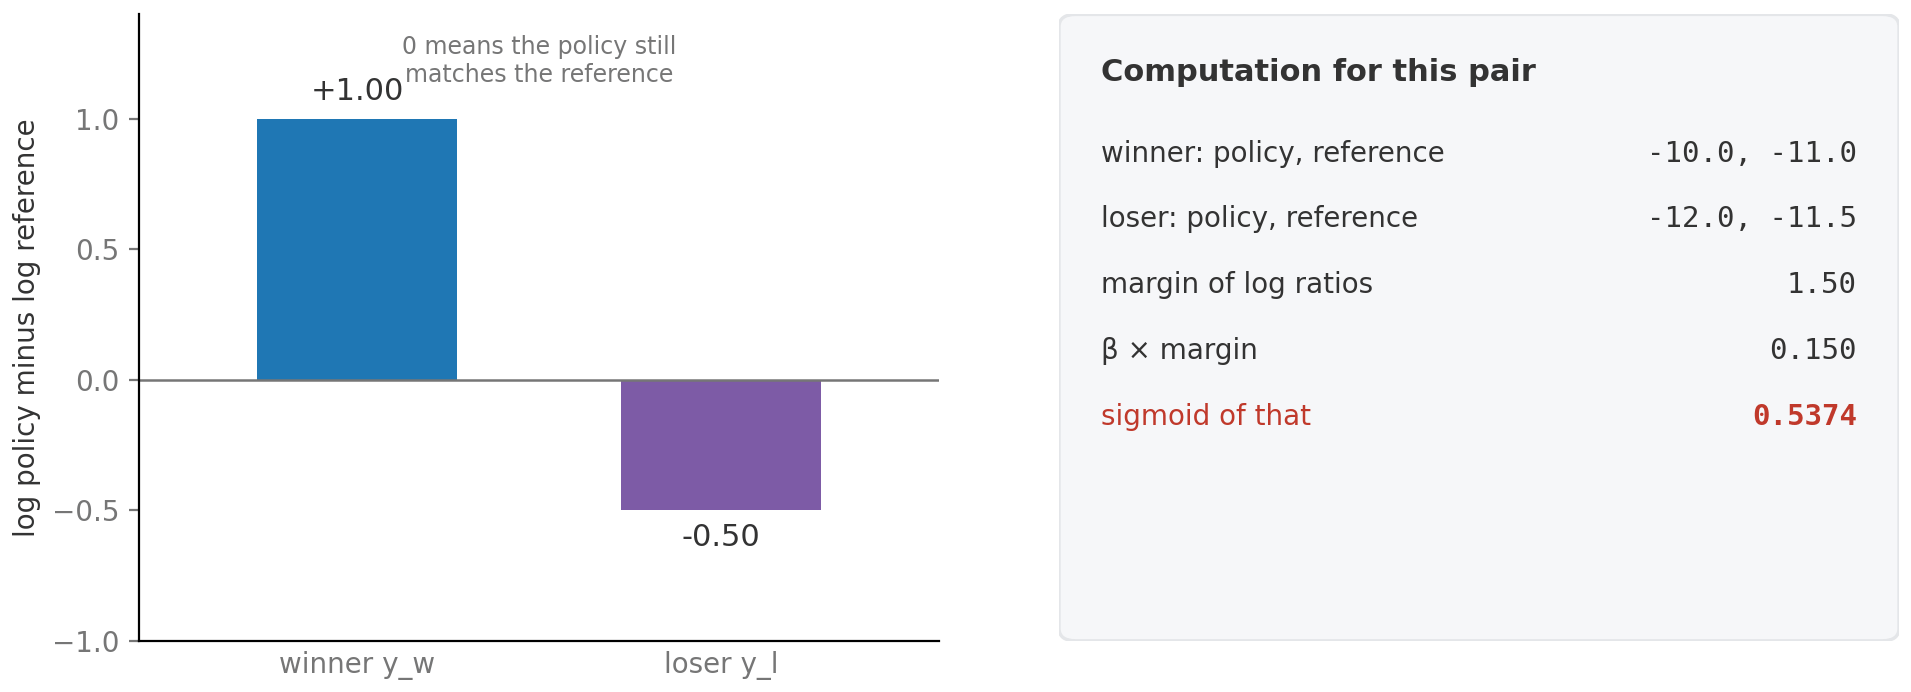 0 means the policy still
matches the reference
+1.00
log policy minus log reference
1.0
0.5
0.0
−0.5
−1.0
-0.50
winner y_w
loser y_l
Computation for this pair
winner: policy, reference -10.0, -11.0
loser: policy, reference -12.0, -11.5
margin of log ratios 1.50
β × margin 0.150
sigmoid of that 0.5374